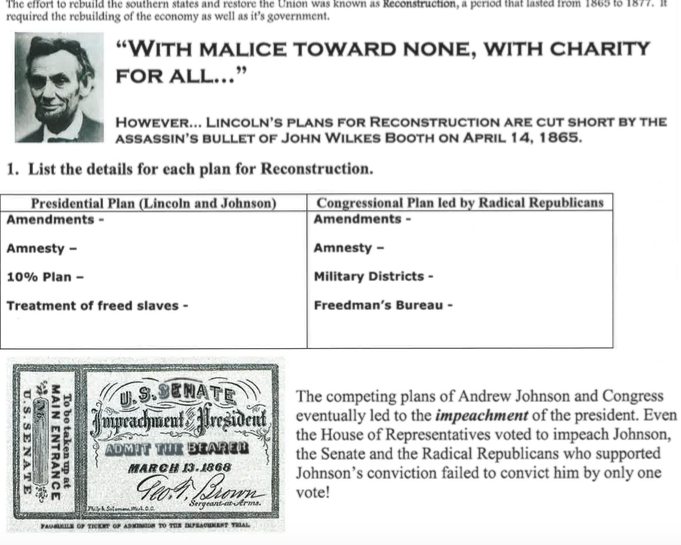 The effort to rebuild the southern states and restore the Union was known as Reconstruction, a period that lasted from 1865 to 1877. It
required the rebuilding of the economy as well as it's government.
“WITH MALICE TOWARD NONE, WITH CHARITY
FOR ALL...”
HOWEVER... LINCOLN'S PLANS FOR RECONSTRUCTION ARE CUT SHORT BY THE
ASSASSIN'S BULLET OF JOHN WILKES BOOTH ON APRIL 14, 1865.
1. List the details for each plan for Reconstruction.
Presidential Plan (Lincoln and Johnson)
Amendments -
Amnesty –
10% Plan –
Treatment of freed slaves -
Congressional Plan led by Radical Republicans
Amendments -
Amnesty –
Military Districts -
Freedman's Bureau -
U.S. SENATE
MAIN ENTRANCE
To be taken up at
U.S. SENATE
Impeachment of the President
ADMIT THE BEARER
MARCH 13.1868
Geo. T. Brown
Sergeant-at-Arms.
FACSIMILE OF TICKET OF ADMISSION TO THE IMPEACHMENT TRIAL
The competing plans of Andrew Johnson and Congress
eventually led to the impeachment of the president. Even
the House of Representatives voted to impeach Johnson,
the Senate and the Radical Republicans who supported
Johnson's conviction failed to convict him by only one
vote!